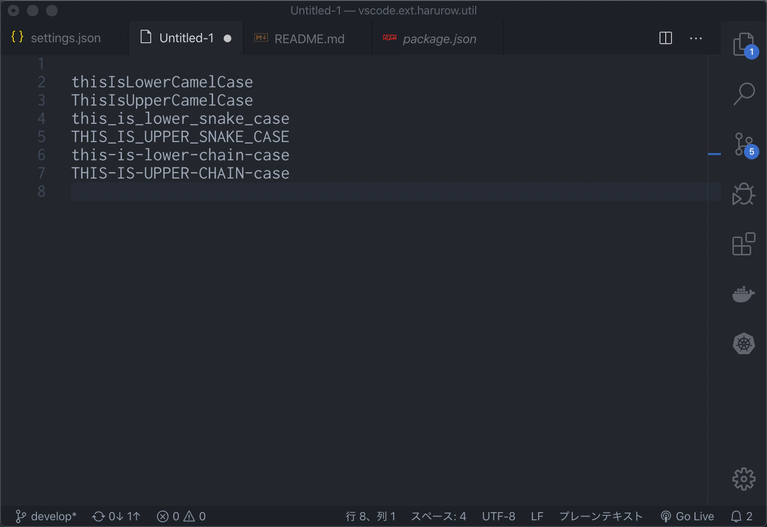 Untitled-1 — vscode.ext.harurow.util
{} settings.json
Untitled-1
README.md
package.json
1
2 thisIsLowerCamelCase
3 ThisIsUpperCamelCase
4 this_is_lower_snake_case
5 THIS_IS_UPPER_SNAKE_CASE
6 this-is-lower-chain-case
7 THIS-IS-UPPER-CHAIN-case
8
1
5
develop* 0↓ 1↑ 0 0 行 8、列 1 スペース: 4 UTF-8 LF プレーンテキスト Go Live 2